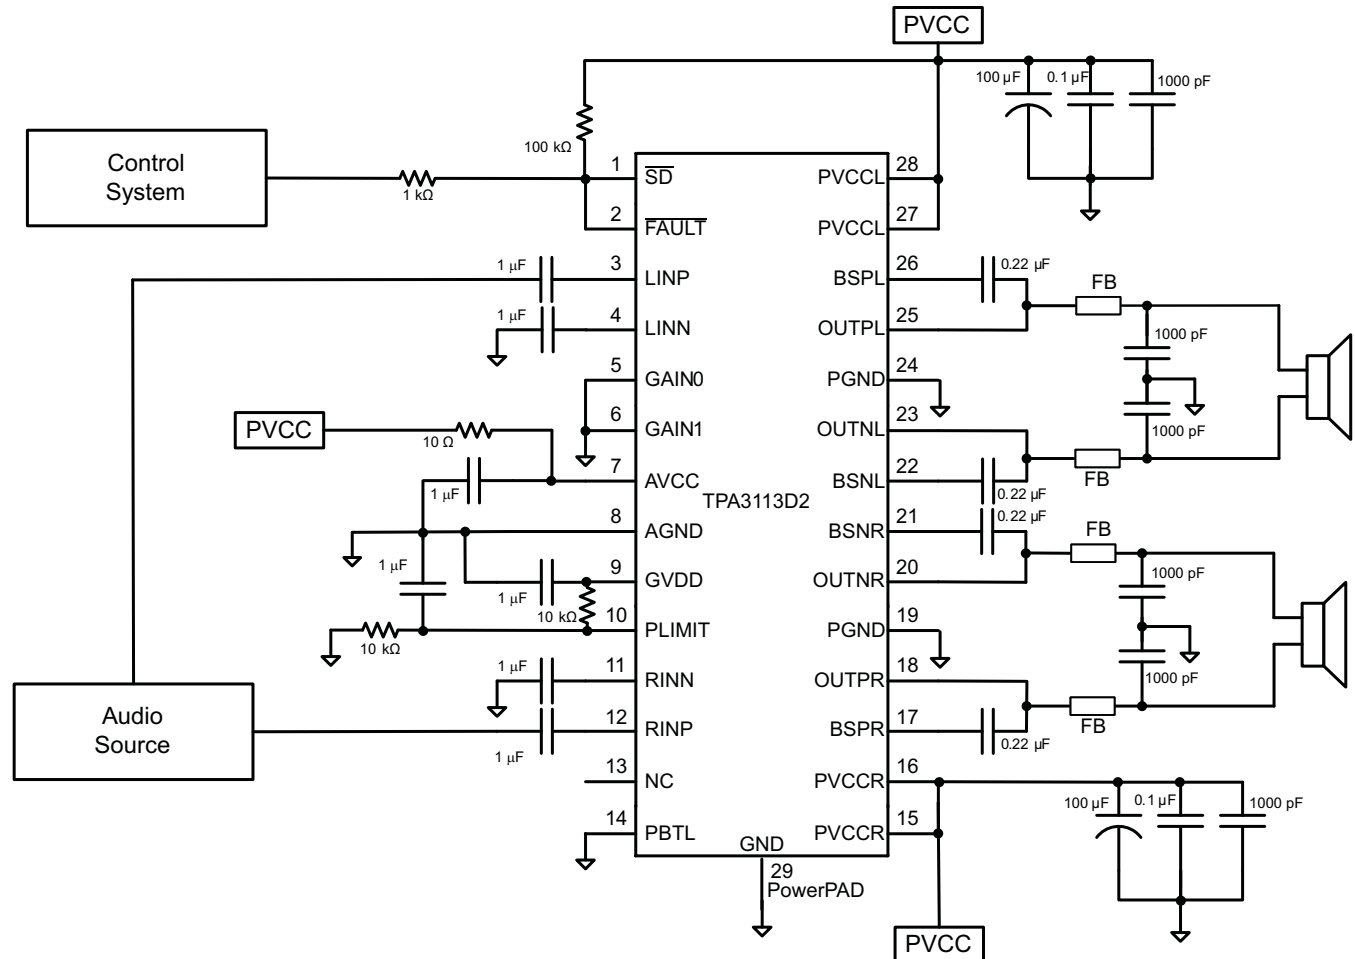 PVCC
100 µF
0.1 µF
1000 pF
Control
System
100 kΩ
1 kΩ
1
SD
PVCCL
28
2
FAULT
PVCCL
27
1 µF
3
LINP
BSPL
26
0.22 µF
FB
1 µF
4
LINN
OUTPL
25
1000 pF
5
GAIN0
PGND
24
PVCC
10 Ω
6
GAIN1
OUTNL
23
1000 pF
1 µF
7
AVCC
BSNL
22
0.22 µF
FB
TPA3113D2
8
AGND
BSNR
21
0.22 µF
FB
1 µF
1 µF
9
GVDD
OUTNR
20
1000 pF
10 kΩ
10 kΩ
10
PLIMIT
PGND
19
1 µF
11
RINN
OUTPR
18
1000 pF
Audio
Source
1 µF
12
RINP
BSPR
17
0.22 µF
FB
13
NC
PVCCR
16
100 µF
0.1 µF
1000 pF
14
PBTL
PVCCR
15
GND
29
PowerPAD
PVCC